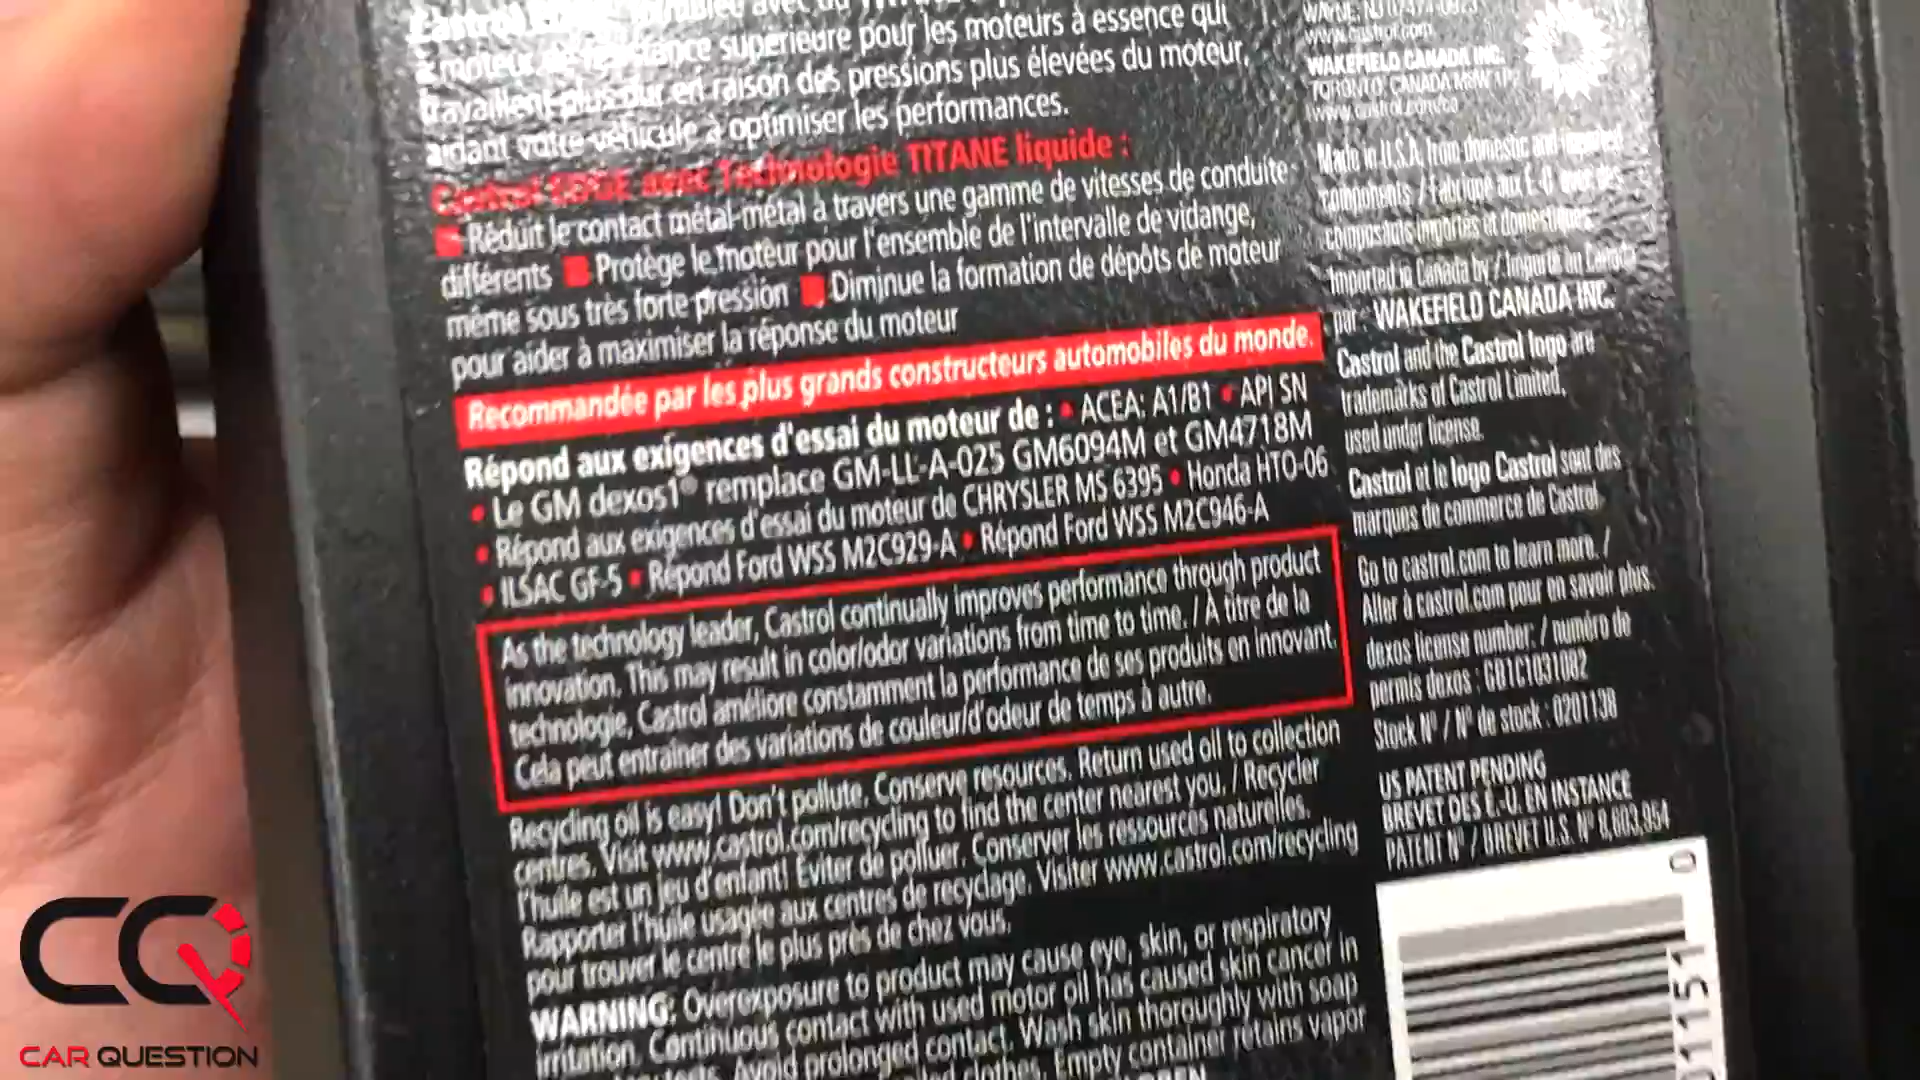 moteur de résistance supérieure pour les moteurs à essence qui
travaillent plus dur en raison des pressions plus élevées du moteur,
aidant votre véhicule à optimiser les performances.
Castrol EDGE avec Technologie TITANE liquide :
Réduit le contact métal-métal à travers une gamme de vitesses de conduite
différents ■ Protège le moteur pour l'ensemble de l'intervalle de vidange,
même sous très forte pression ■ Diminue la formation de dépôts de moteur
pour aider à maximiser la réponse du moteur
Recommandée par les plus grands constructeurs automobiles du monde.
Répond aux exigences d'essai du moteur de : • ACEA: A1/B1 • API SN
• Le GM dexos1® remplace GM-LL-A-025 GM6094M et GM4718M
• Répond aux exigences d'essai du moteur de CHRYSLER MS 6395 • Honda HTO-06
• ILSAC GF-5 • Répond Ford WSS M2C929-A • Répond Ford WSS M2C946-A
As the technology leader, Castrol continually improves performance through product
innovation. This may result in color/odor variations from time to time. / À titre de la
technologie, Castrol améliore constamment la performance de ses produits en innovant.
Cela peut entraîner des variations de couleur/d'odeur de temps à autre.
Recycling oil is easy! Don't pollute. Conserve resources. Return used oil to collection
centres. Visit www.castrol.com/recycling to find the center nearest you. / Recycler
l'huile est un jeu d'enfant! Éviter de polluer. Conserver les ressources naturelles.
Rapporter l'huile usagée aux centres de recyclage. Visiter www.castrol.com/recycling
pour trouver le centre le plus près de chez vous.
WARNING: Overexposure to product may cause eye, skin, or respiratory
irritation. Continuous contact with used motor oil has caused skin cancer in
tests. Avoid prolonged contact. Wash skin thoroughly with soap
clothes. Empty container retains vapor
WAYNE, NJ
www.castrol.com
WAKEFIELD CANADA INC.
TORONTO, CANADA
www.castrol.com/ca
Made in U.S.A. from domestic and imported
components / Fabriqué aux É.-U. avec des
composants importés et domestiques
Imported in Canada by / Importé au Canada
par : WAKEFIELD CANADA INC.
Castrol and the Castrol logo are
trademarks of Castrol Limited,
used under license.
Castrol et le logo Castrol sont des
marques de commerce de Castrol
Go to castrol.com to learn more. /
Aller à castrol.com pour en savoir plus.
dexos license number: / numéro de
permis dexos : GB1C1031082
Stock Nº / Nº de stock : 0201138
US PATENT PENDING
BREVET DES É.-U. EN INSTANCE
PATENT Nº / BREVET U.S. Nº 8,603,954
0
01151
CQ
CAR QUESTION